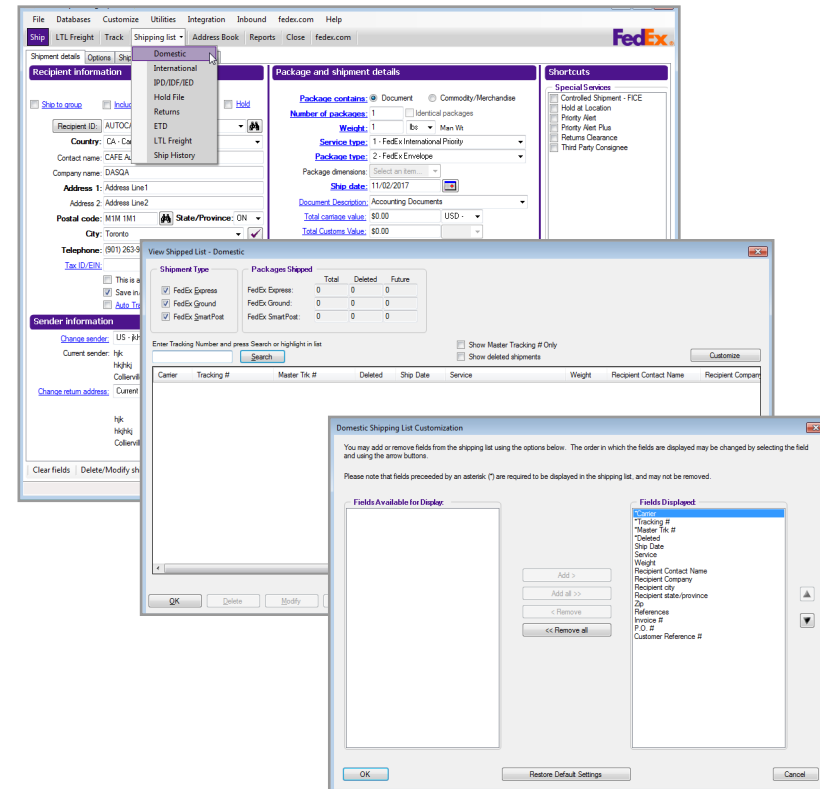 File Databases Customize Utilities Integration Inbound fedex.com Help
Ship LTL Freight Track Shipping list Address Book Reports Close fedex.com
FedEx
Shipment details Options
Domestic
International
IPD/IDF/IED
Hold File
Returns
ETD
LTL Freight
Ship History
Recipient information
Ship to group Hold
Recipient ID:
Country:
Contact name:
Company name: DASQA
Address 1: Address Line1
Address 2: Address Line2
Postal code: M1M 1M1 State/Province: ON
City: Toronto
Telephone:
Tax ID/EIN:
This is a
Save in
Sender information
Change sender:
Current sender: hjk
hkjhkj
Change return address: Current
hjk
hkjhkj
Clear fields Delete/Modify
Package and shipment details
Package contains: Document Commodity/Merchandise
Number of packages: 1 Identical packages
Weight: 1 lbs Man Wt
Service type: 1 - FedEx International Priority
Package type: 2 - FedEx Envelope
Package dimensions: Select an item...
Ship date: 11/02/2017
Document Description: Accounting Documents
Total carriage value: $0.00 USD -
Total Customs Value: $0.00
Shortcuts
Special Services
Controlled Shipment - FICE
Hold at Location
Priority Alert
Priority Alert Plus
Returns Clearance
Third Party Consignee
View Shipped List - Domestic
Shipment Type
FedEx Express
FedEx Ground
FedEx SmartPost
Packages Shipped
Total Deleted Future
FedEx Express: 0 0 0
FedEx Ground: 0 0 0
FedEx SmartPost: 0 0 0
Enter Tracking Number and press Search or highlight in list
Search
Show Master Tracking # Only
Show deleted shipments
Customize
Carrier Tracking # Master Trk # Deleted Ship Date Service Weight Recipient Contact Name Recipient Company
OK Delete Modify
Domestic Shipping List Customization
You may add or remove fields from the shipping list using the options below. The order in which the fields are displayed may be changed by selecting the field
and using the arrow buttons.
Please note that fields preceeded by an asterisk (*) are required to be displayed in the shipping list, and may not be removed.
Fields Available for Display:
Add >
Add all >>
< Remove
<< Remove all
Fields Displayed:
*Carrier
*Tracking #
*Master Trk #
*Deleted
Ship Date
Service
Weight
Recipient Contact Name
Recipient Company
Recipient city
Recipient state/province
Zip
References
Invoice #
P.O. #
Customer Reference #
OK Restore Default Settings Cancel